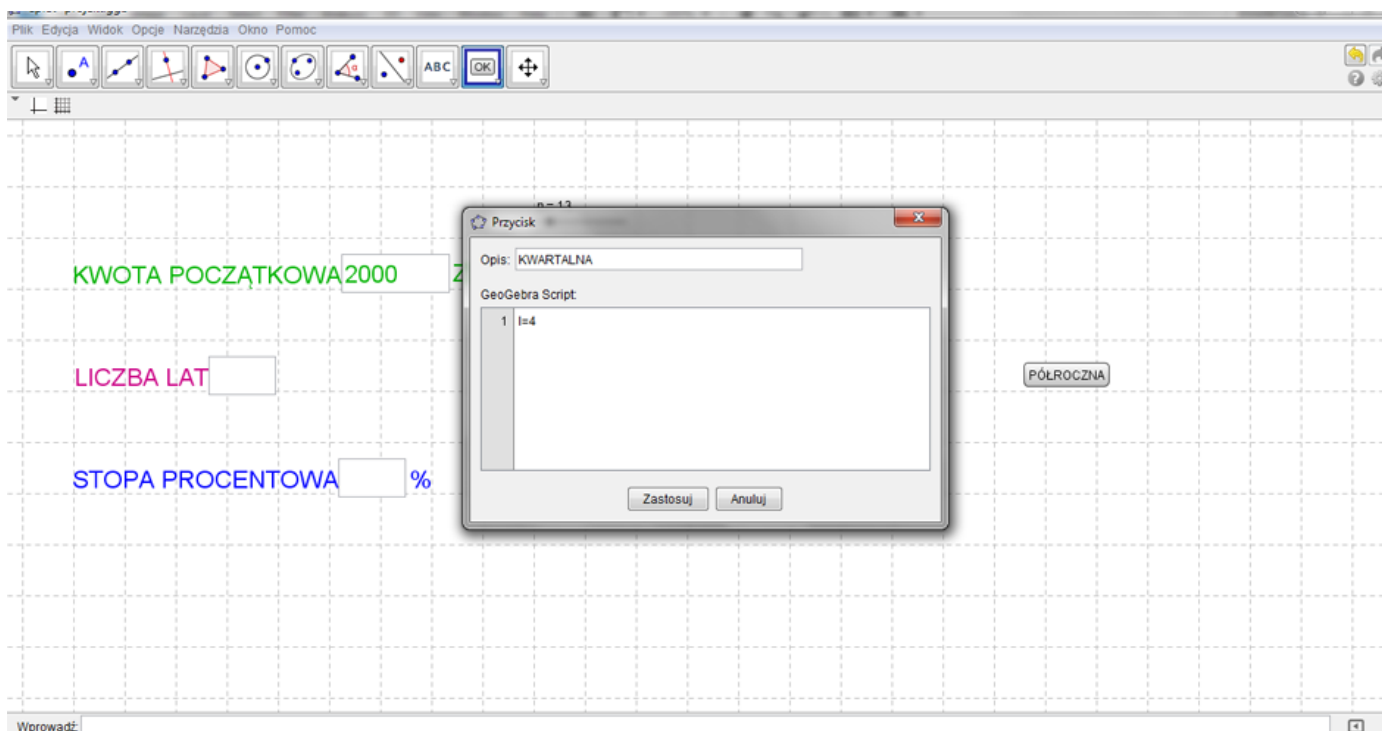 Plik Edycja Widok Opcje Narzędzia Okno Pomoc
A
α
ABC
OK
n = 13
Przycisk
Opis: KWARTALNA
GeoGebra Script:
1 l=4
Zastosuj Anuluj
KWOTA POCZĄTKOWA 2000
LICZBA LAT
PÓŁROCZNA
STOPA PROCENTOWA %
Wprowadź: